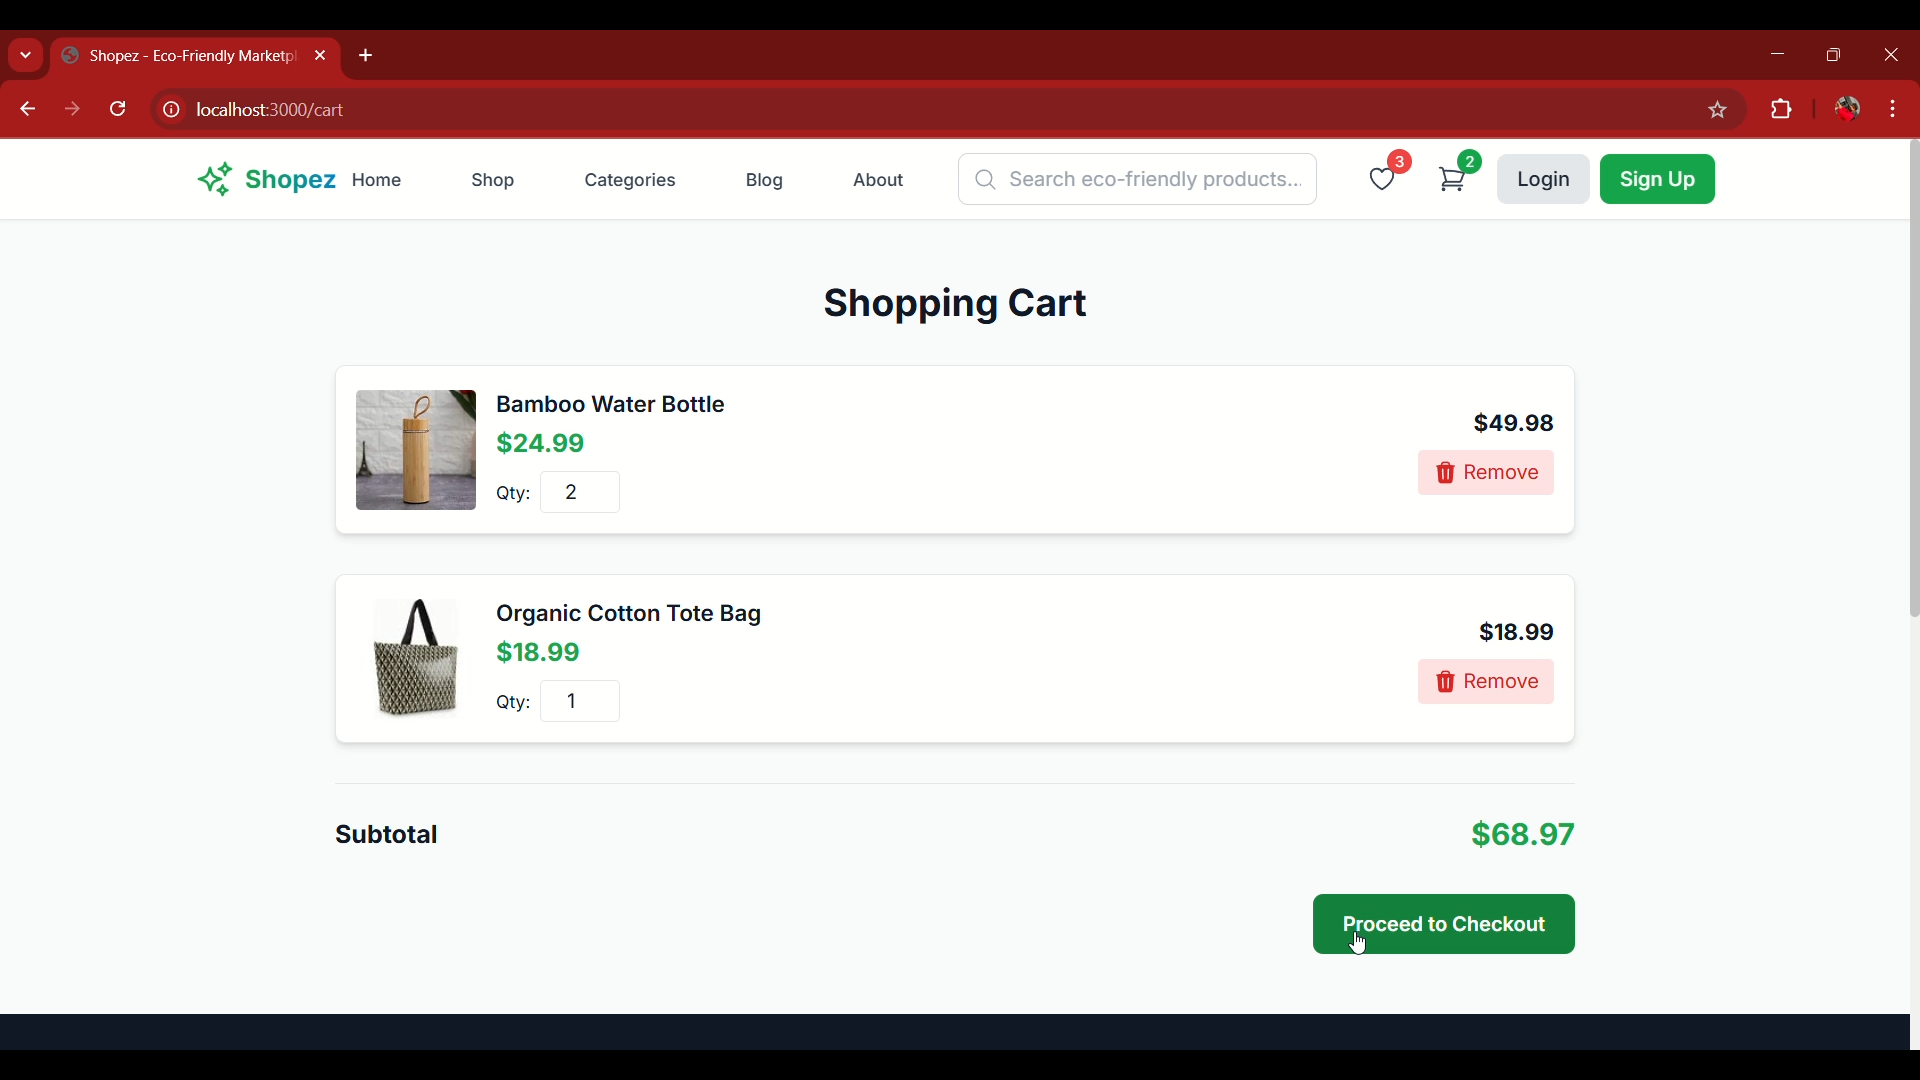 Shopez - Eco-Friendly Marketpl
localhost:3000/cart
Shopez Home Shop Categories Blog About Search eco-friendly products... 3 2 Login Sign Up
Shopping Cart
Bamboo Water Bottle
$24.99
$49.98
Qty: 2
Remove
Organic Cotton Tote Bag
$18.99
$18.99
Qty: 1
Remove
Subtotal $68.97
Proceed to Checkout